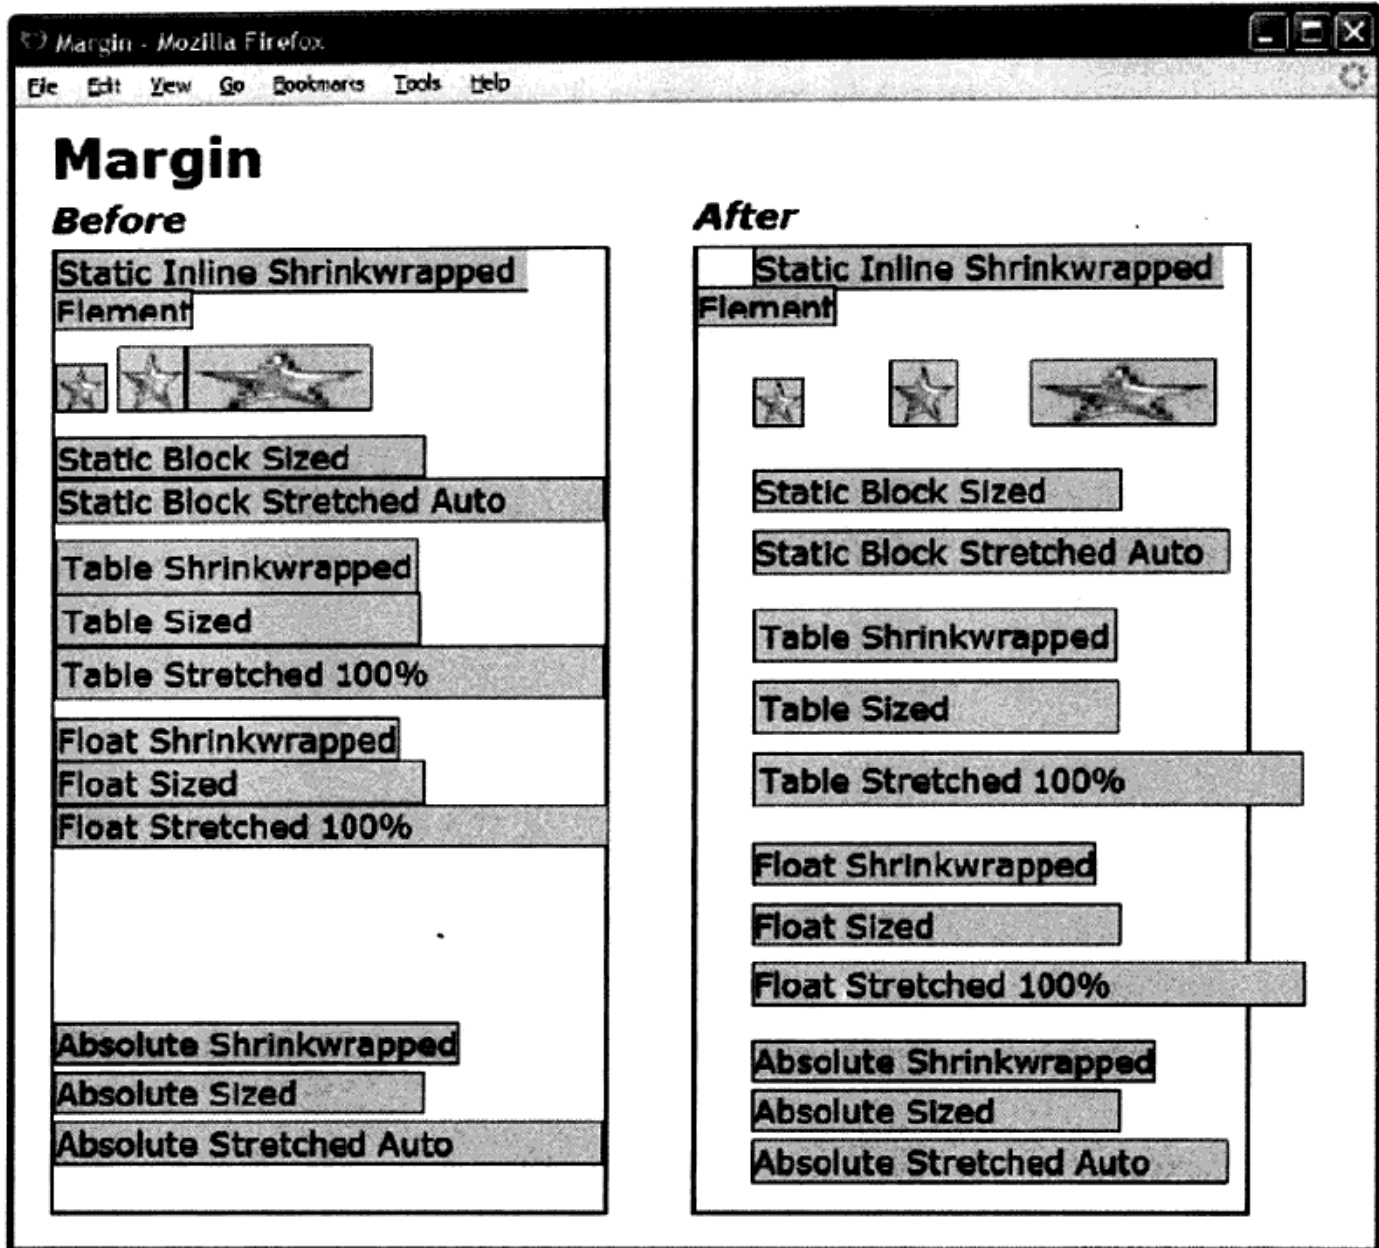 Margin - Mozilla Firefox
File Edit View Go Bookmarks Tools Help
Margin
Before
Static Inline Shrinkwrapped
Element
Static Block Sized
Static Block Stretched Auto
Table Shrinkwrapped
Table Sized
Table Stretched 100%
Float Shrinkwrapped
Float Sized
Float Stretched 100%
Absolute Shrinkwrapped
Absolute Sized
Absolute Stretched Auto
After
Static Inline Shrinkwrapped
Element
Static Block Sized
Static Block Stretched Auto
Table Shrinkwrapped
Table Sized
Table Stretched 100%
Float Shrinkwrapped
Float Sized
Float Stretched 100%
Absolute Shrinkwrapped
Absolute Sized
Absolute Stretched Auto